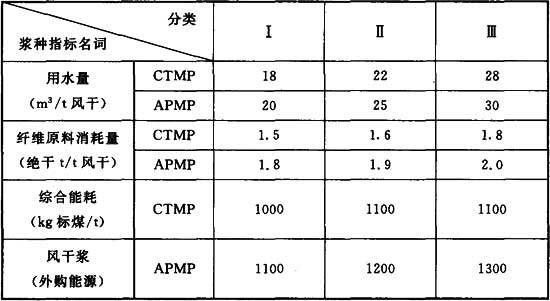 分类
浆种指标名词
Ⅰ Ⅱ Ⅲ
用水量
(m³/t 风干)
CTMP 18 22 28
APMP 20 25 30
纤维原料消耗量
(绝干 t/t 风干)
CTMP 1.5 1.6 1.8
APMP 1.8 1.9 2.0
综合能耗
(kg 标煤/t)
CTMP 1000 1100 1100
风干浆
(外购能源)
APMP 1100 1200 1300